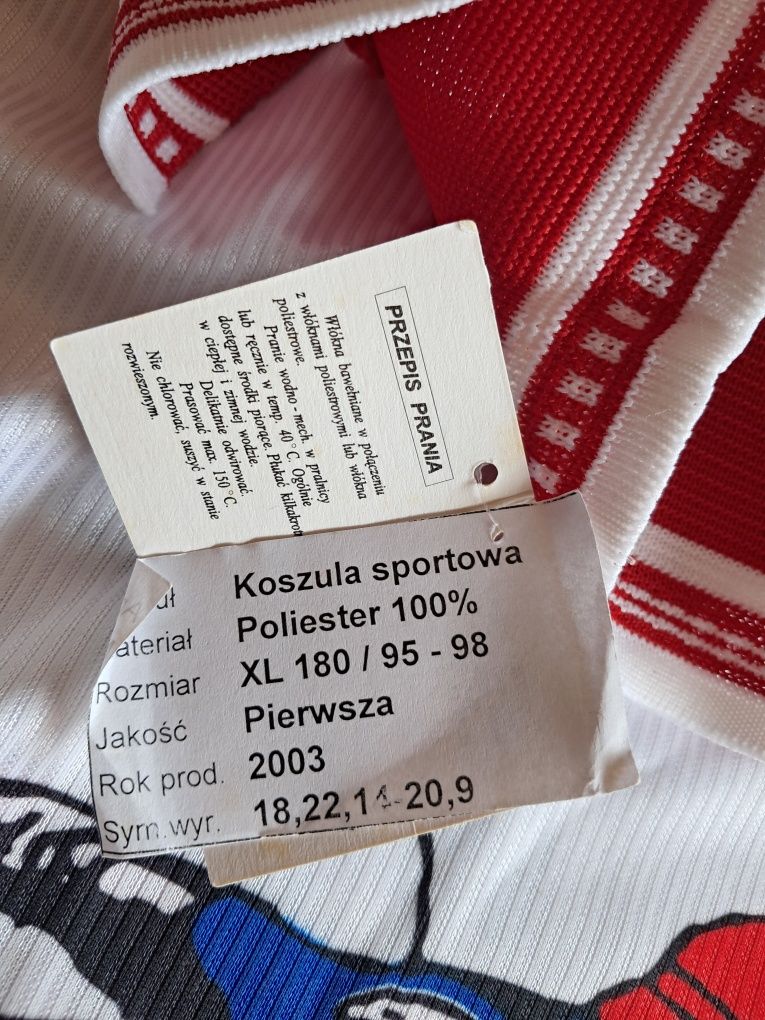 PRZEPIS PRANIA
Włókna bawełniane w połączeniu
z włóknami poliestrowymi lub włókna
poliestrowe.
Pranie wodno-mech. w pralnicy
lub ręcznie w temp. 40°C. Ogólnie
dostępne środki piorące. Płukać kilkakrot
w ciepłej i zimnej wodzie.
Delikatnie odwirować.
Prasować max. 150°C.
Nie chlorować, suszyć w stanie
rozwieszonym.
uł Koszula sportowa
ateriał Poliester 100%
Rozmiar XL 180 / 95 - 98
Jakość Pierwsza
Rok prod. 2003
Sym.wyr. 18,22,14-20,9